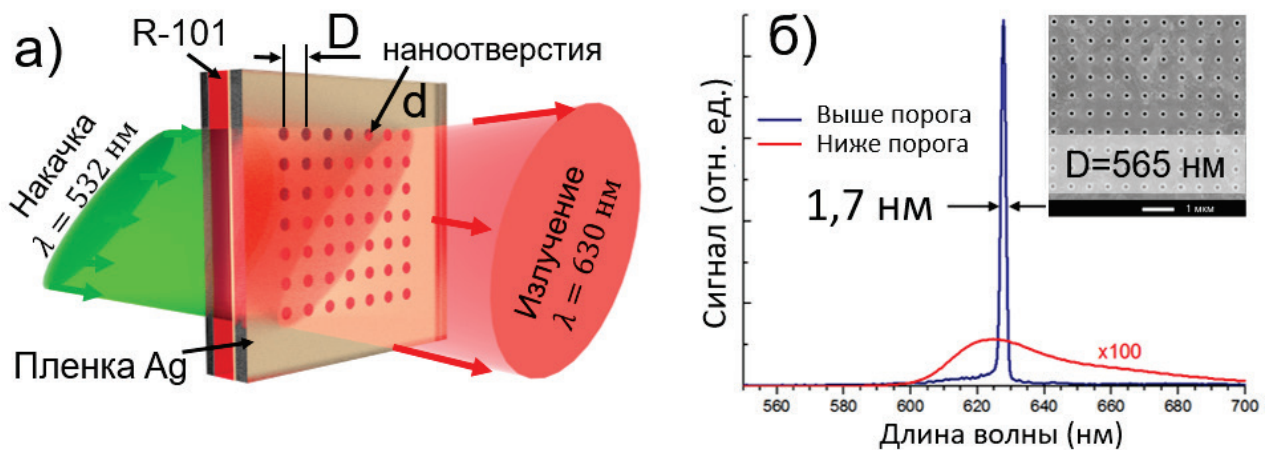 а)
R-101
D
наноотверстия
d
Накачка
λ = 532 нм
Излучение
λ = 630 нм
Пленка Ag
б)
Выше порога
Ниже порога
1,7 нм
D=565 нм
1 мкм
x100
Сигнал (отн. ед.)
560 580 600 620 640 660 680 700
Длина волны (нм)